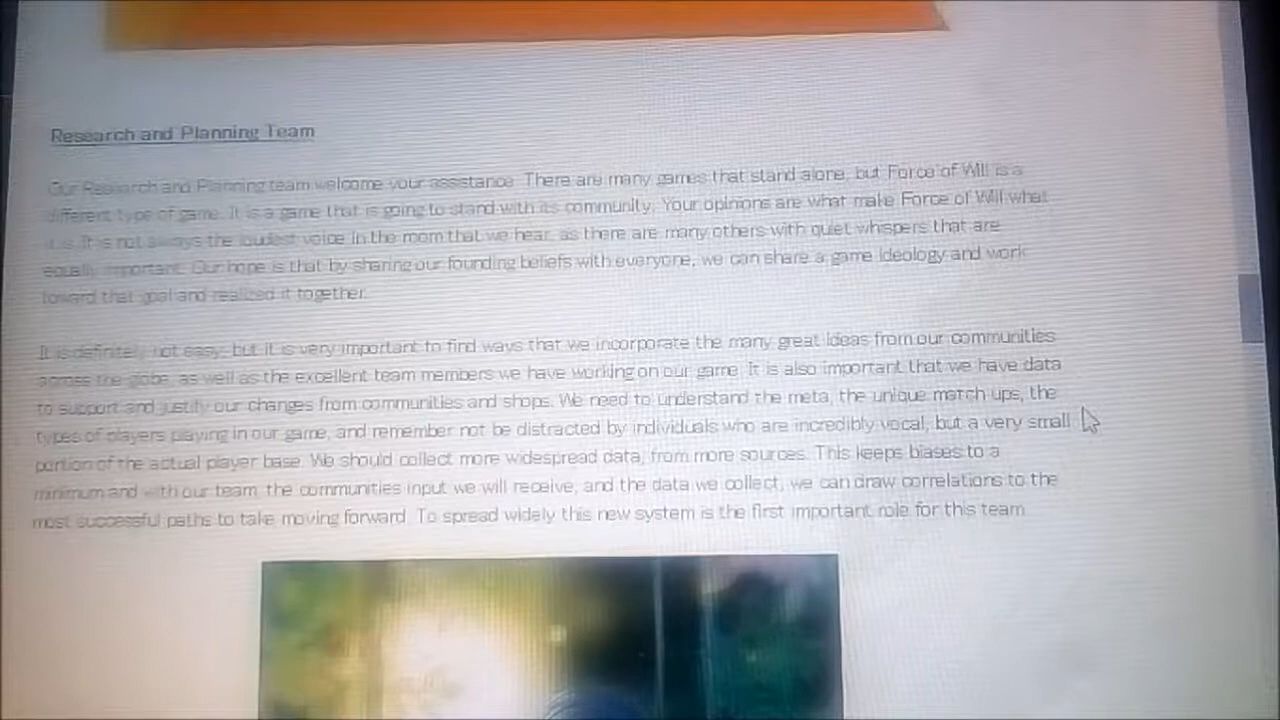 Research and Planning Team
Our Research and Planning team welcome your assistance. There are many games that stand alone, but Force of Will is a
different type of game. It is a game that is going to stand with its community. Your opinions are what make Force of Will what
it is. It is not always the loudest voice in the room that we hear, as there are many others with quiet whispers that are
equally important. Our hope is that by sharing our founding beliefs with everyone, we can share a game ideology and work
toward that goal and realized it together.
It is definitely not easy, but it is very important to find ways that we incorporate the many great ideas from our communities
across the globe, as well as the excellent team members we have working on our game. It is also important that we have data
to support and justify our changes from communities and shops. We need to understand the meta, the unique match ups, the
types of players playing in our game, and remember not be distracted by individuals who are incredibly vocal, but a very small
portion of the actual player base. We should collect more widespread data, from more sources. This keeps biases to a
minimum and with our team, the communities input we will receive, and the data we collect, we can draw correlations to the
most successful paths to take moving forward. To spread widely this new system is the first important role for this team.